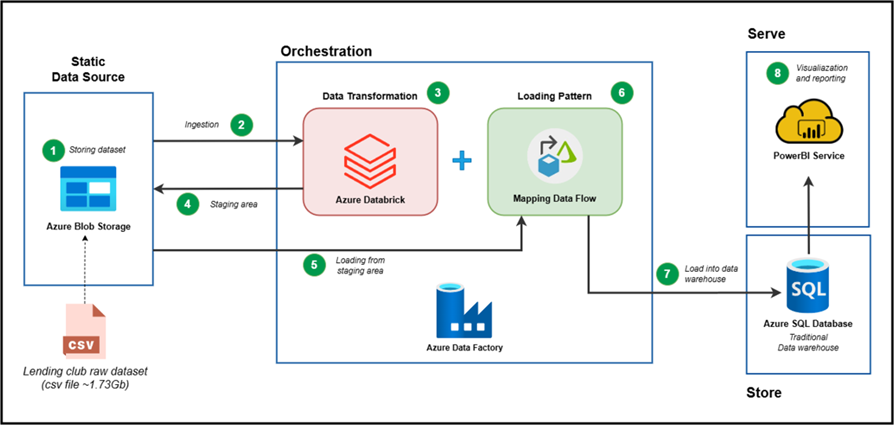 Static
Data Source
1
Storing dataset
Azure Blob Storage
CSV
Lending club raw dataset
(csv file ~1.73Gb)
Orchestration
Ingestion
2
Data Transformation
3
Azure Databrick
4
Staging area
5
Loading from
staging area
Loading Pattern
6
Mapping Data Flow
Azure Data Factory
7
Load into data
warehouse
Serve
8
Visualiazation
and reporting
PowerBI Service
SQL
Azure SQL Database
Traditional
Data warehouse
Store